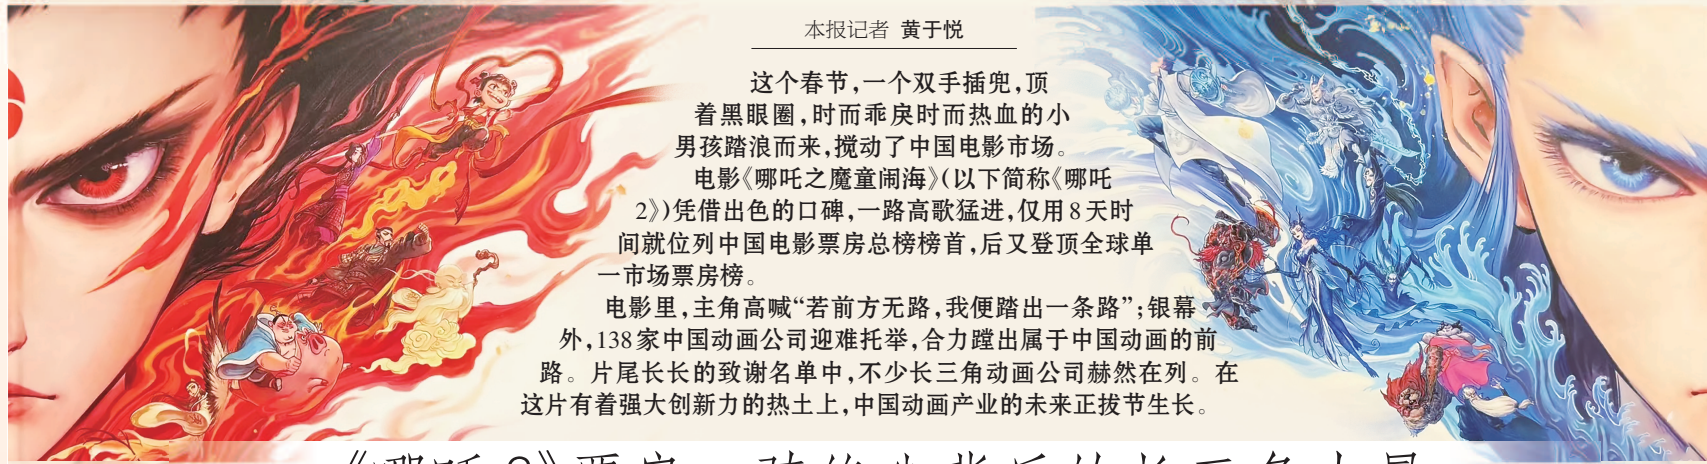 本报记者 黄于悦
这个春节,一个双手插兜,顶
着黑眼圈,时而乖戾时而热血的小
男孩踏浪而来,搅动了中国电影市场。
电影《哪吒之魔童闹海》(以下简称《哪吒
2》)凭借出色的口碑,一路高歌猛进,仅用8天时
间就位列中国电影票房总榜榜首,后又登顶全球单
一市场票房榜。
电影里,主角高喊“若前方无路,我便踏出一条路”;银幕
外,138家中国动画公司迎难托举,合力蹚出属于中国动画的前
路。片尾长长的致谢名单中,不少长三角动画公司赫然在列。在
这片有着强大创新力的热土上,中国动画产业的未来正拔节生长。